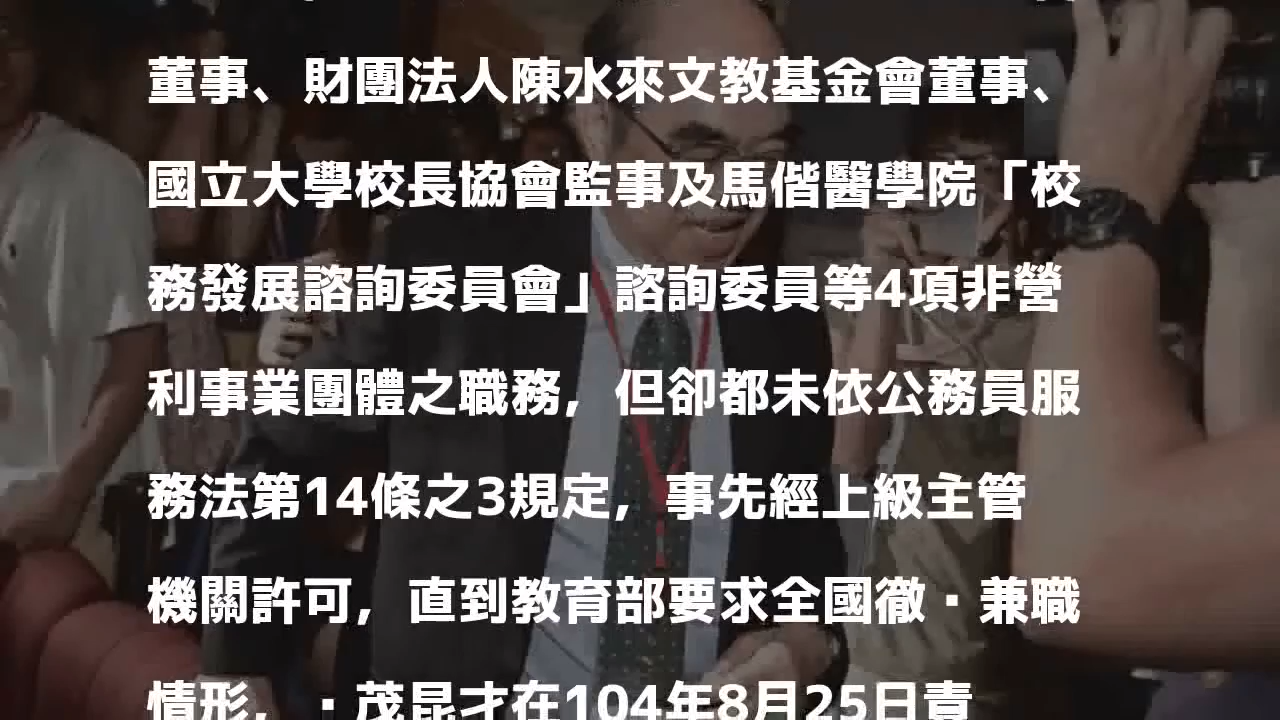 董事、財團法人陳水來文教基金會董事、
國立大學校長協會監事及馬偕醫學院「校
務發展諮詢委員會」諮詢委員等4項非營
利事業團體之職務，但卻都未依公務員服
務法第14條之3規定，事先經上級主管
機關許可，直到教育部要求全國徹·兼職
情形，·茂昆才在104年8月25日責